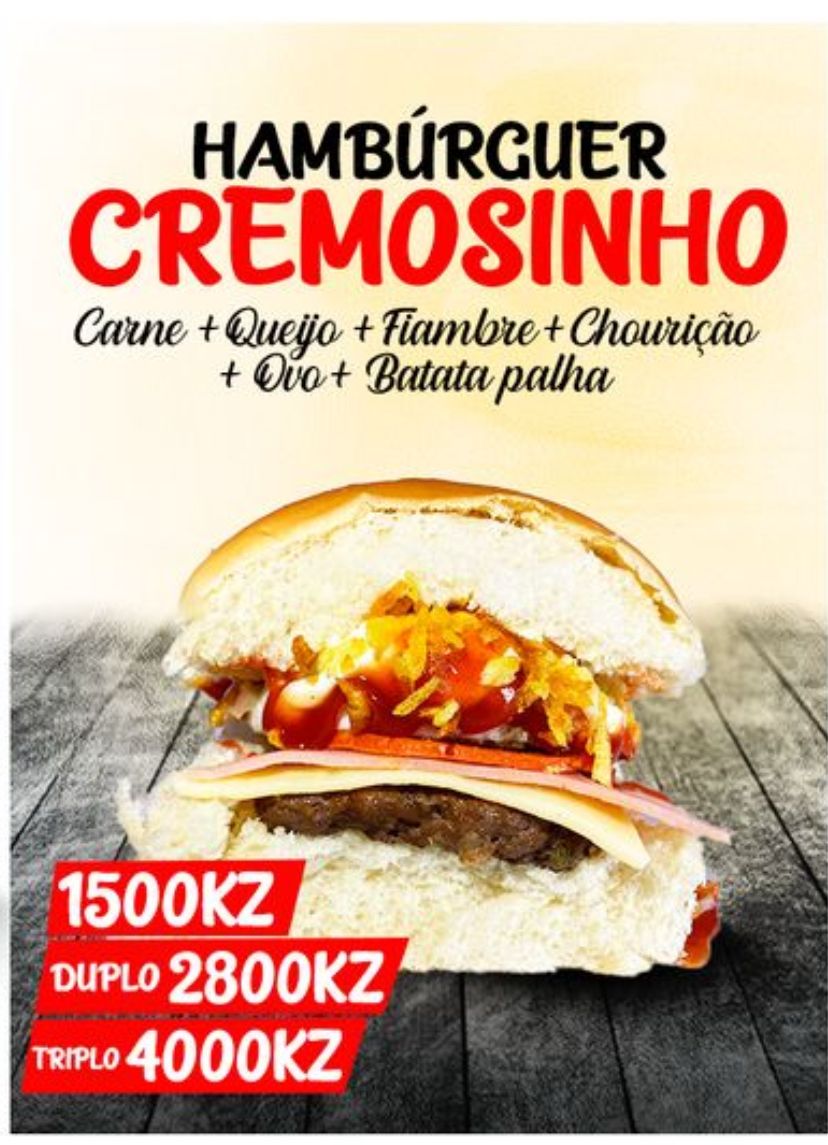 HAMBÚRGUER
CREMOSINHO
Carne + Queijo + Fiambre + Chourição
+ Ovo + Batata palha
1500KZ
DUPLO 2800KZ
TRIPLO 4000KZ